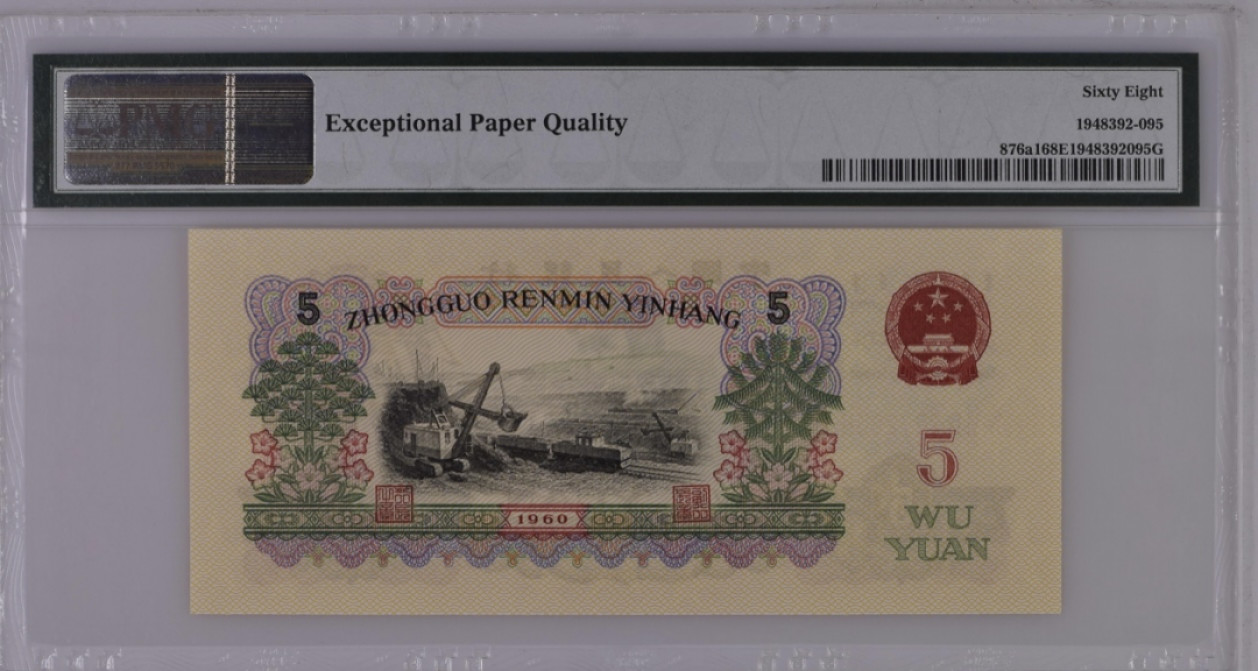 PMG
Exceptional Paper Quality
Sixty Eight
1948392-095
876a168E1948392095G
5 ZHONGGUO RENMIN YINHANG 5
1960
5
WU
YUAN